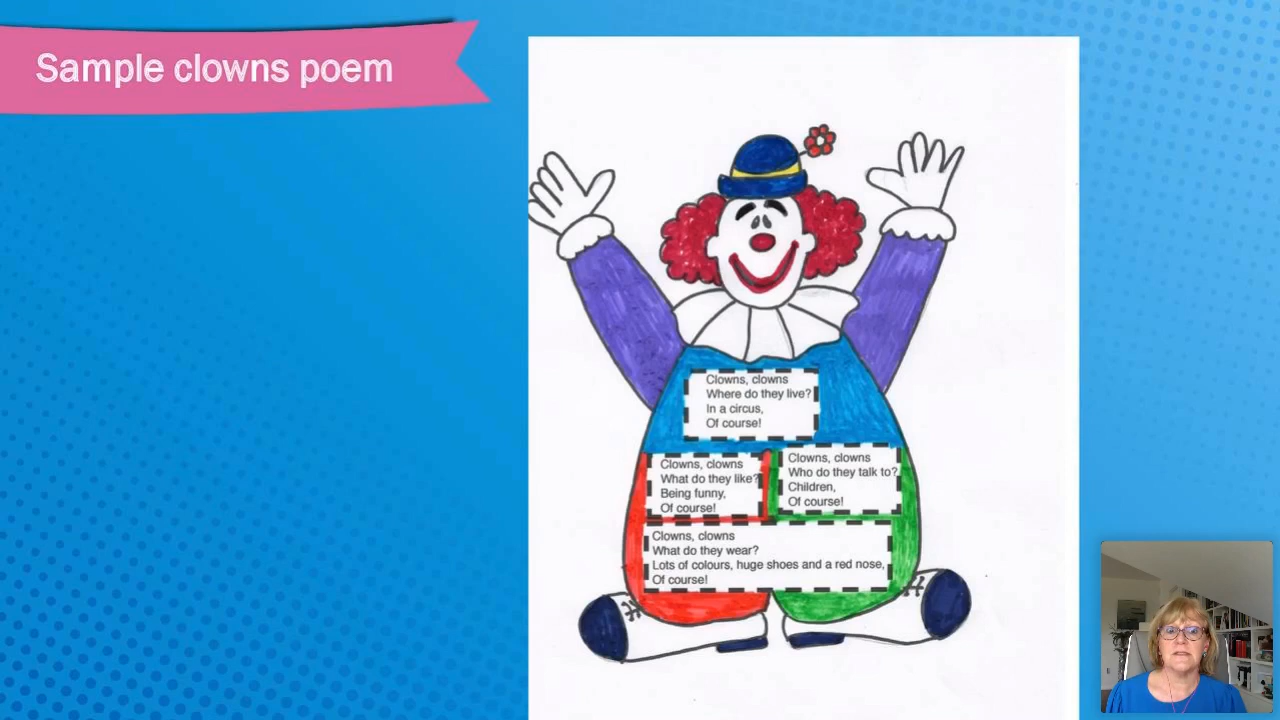 Sample clowns poem
Clowns, clowns
Where do they live?
In a circus,
Of course!
Clowns, clowns
What do they like?
Being funny,
Of course!
Clowns, clowns
Who do they talk to?
Children,
Of course!
Clowns, clowns
What do they wear?
Lots of colours, huge shoes and a red nose,
Of course!